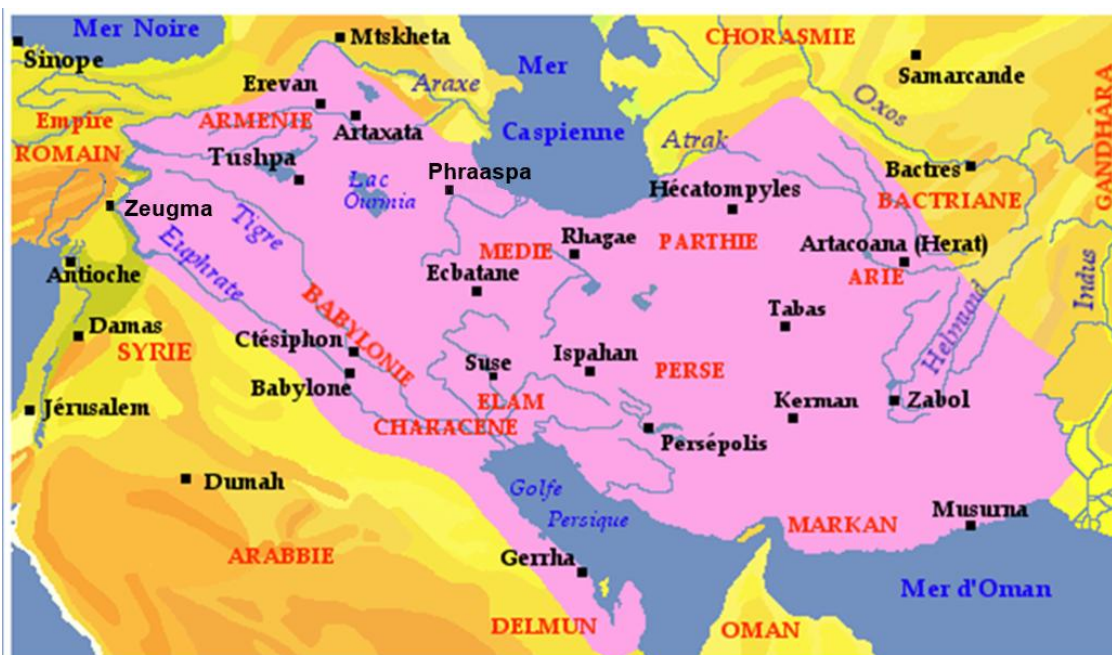 Mer Noire
Sinope
Mtskheta
CHORASMIE
Mer
Caspienne
Samarcande
Erevan
Araxe
Oxos
GANDHÂRA
Empire
ROMAIN
ARMENIE
Artaxata
Atrak
Bactres
Tushpa
Lac
Ourmia
Phraaspa
Hécatompyles
BACTRIANE
Zeugma
Tigre
MEDIE
Rhagae
PARTHIE
Artacoana (Herat)
ARIE
Euphrate
Antioche
Ecbatane
Indus
Helmund
Tabas
Damas
SYRIE
BABYLONIE
Ctésiphon
Babylone
Suse
Ispahan
PERSE
ELAM
Kerman
Zabol
Jérusalem
CHARACENE
Persépolis
Dumah
Golfe
Persique
MARKAN
Musurna
ARABBIE
Gerrha
Mer d'Oman
DELMUN
OMAN